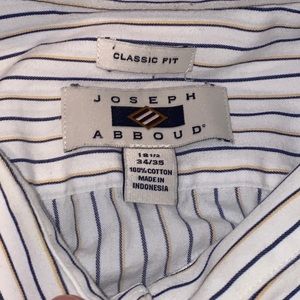 CLASSIC FIT
JOSEPH
ABBOUD®
18 1/2
34/35
100% COTTON
MADE IN
INDONESIA